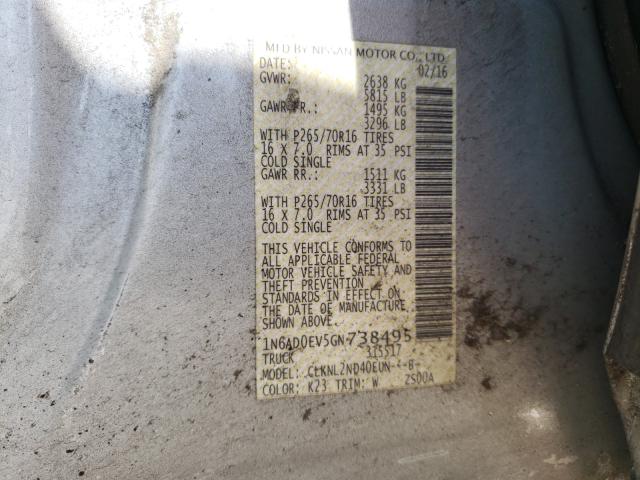 MFD BY NISSAN MOTOR CO., LTD
DATE: 02/16
GVWR: 2638 KG
5815 LB
GAWR FR.: 1495 KG
3296 LB
WITH P265/70R16 TIRES
16 X 7.0 RIMS AT 35 PSI
COLD SINGLE
GAWR RR.: 1511 KG
3331 LB
WITH P265/70R16 TIRES
16 X 7.0 RIMS AT 35 PSI
COLD SINGLE
THIS VEHICLE CONFORMS TO
ALL APPLICABLE FEDERAL
MOTOR VEHICLE SAFETY AND
THEFT PREVENTION
STANDARDS IN EFFECT ON
THE DATE OF MANUFACTURE
SHOWN ABOVE.
1N6AD0EV5GN738495
TRUCK 315517
MODEL: CLKNL2ND40EUN-
COLOR: K23 TRIM: W 2S00A